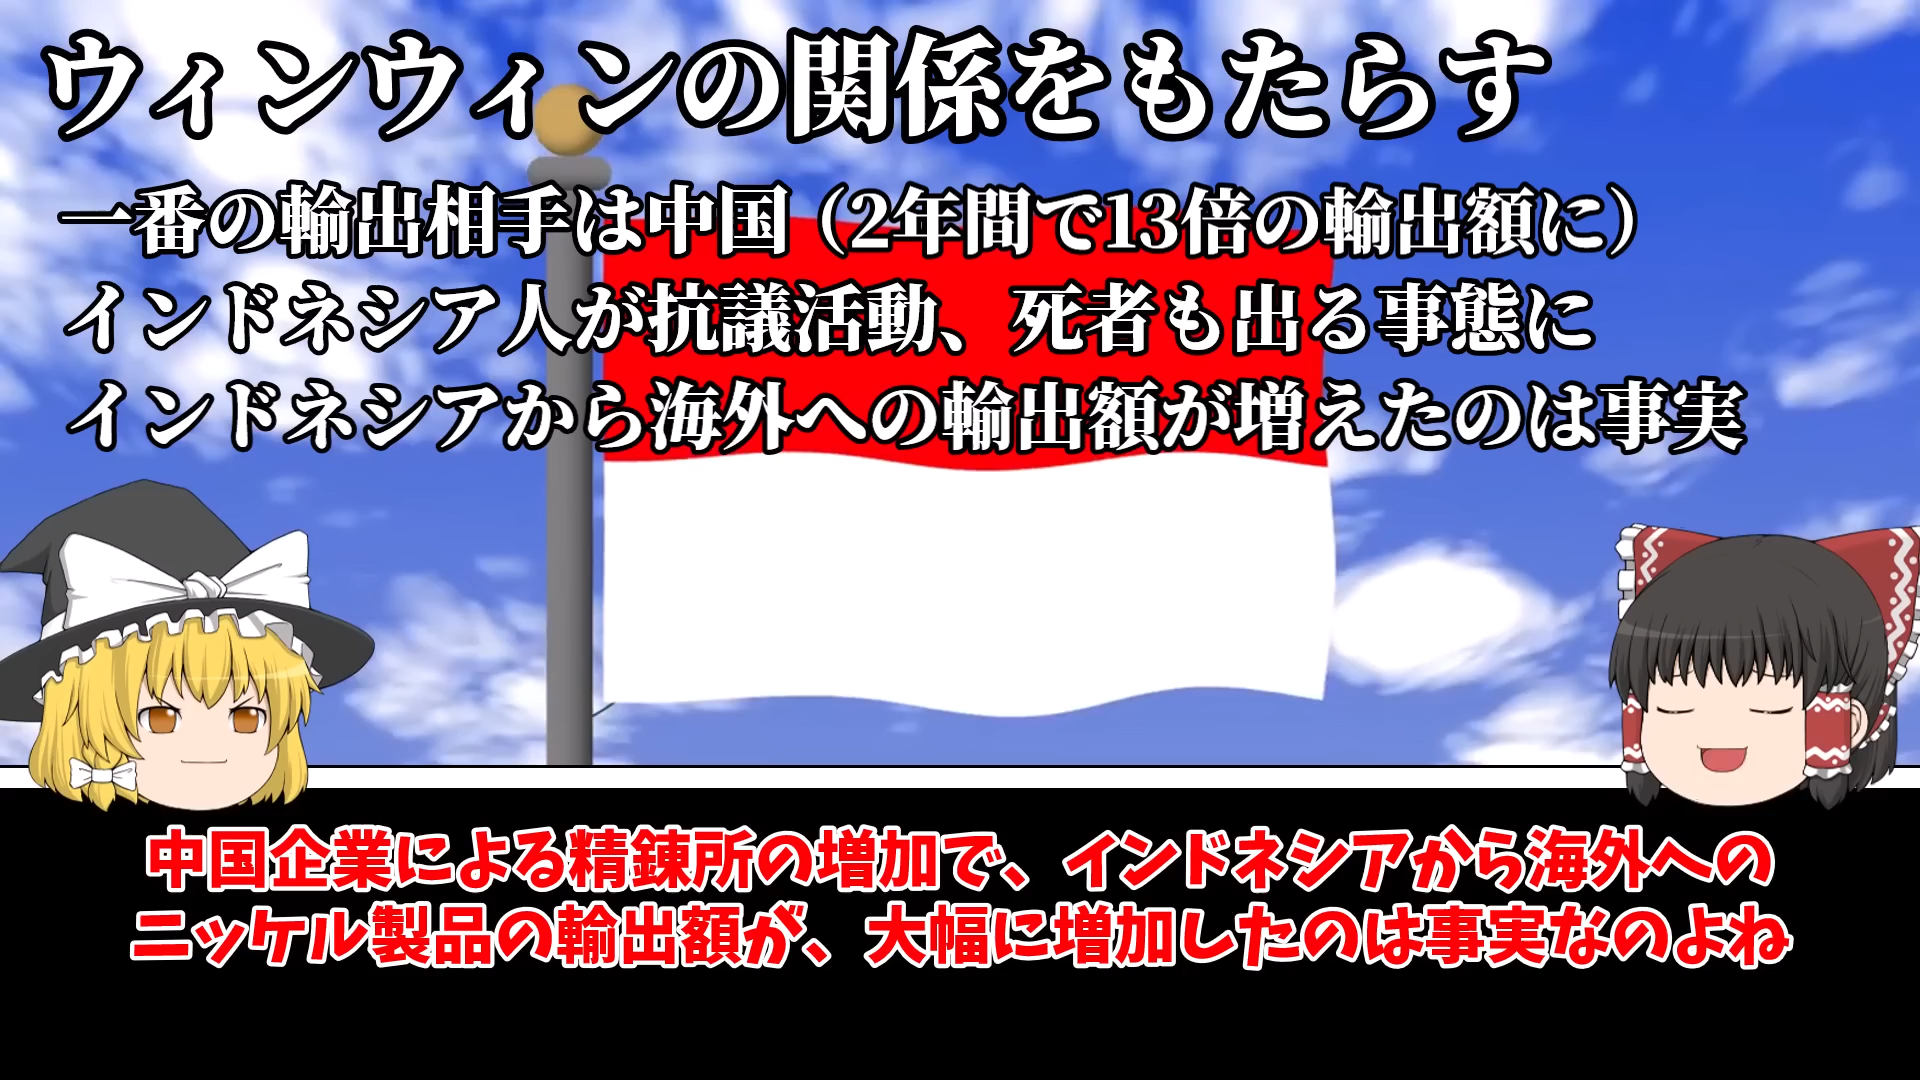 ウィンウィンの関係をもたらす
一番の輸出相手は中国（2年間で13倍の輸出額に）
インドネシア人が抗議活動、死者も出る事態に
インドネシアから海外への輸出額が増えたのは事実
中国企業による精錬所の増加で、インドネシアから海外への
ニッケル製品の輸出額が、大幅に増加したのは事実なのよね